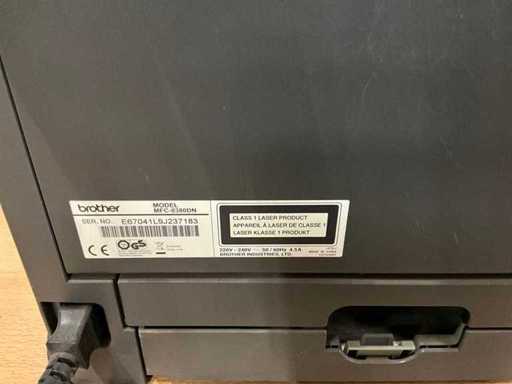 brother
MODEL
MFC-8380DN
SER. NO. E67041L9J237183
CLASS 1 LASER PRODUCT
APPAREIL À LASER DE CLASSE 1
LASER KLASSE 1 PRODUKT
220V - 240V ~ 50 / 60Hz 4.5A
BROTHER INDUSTRIES, LTD.
CE
GS